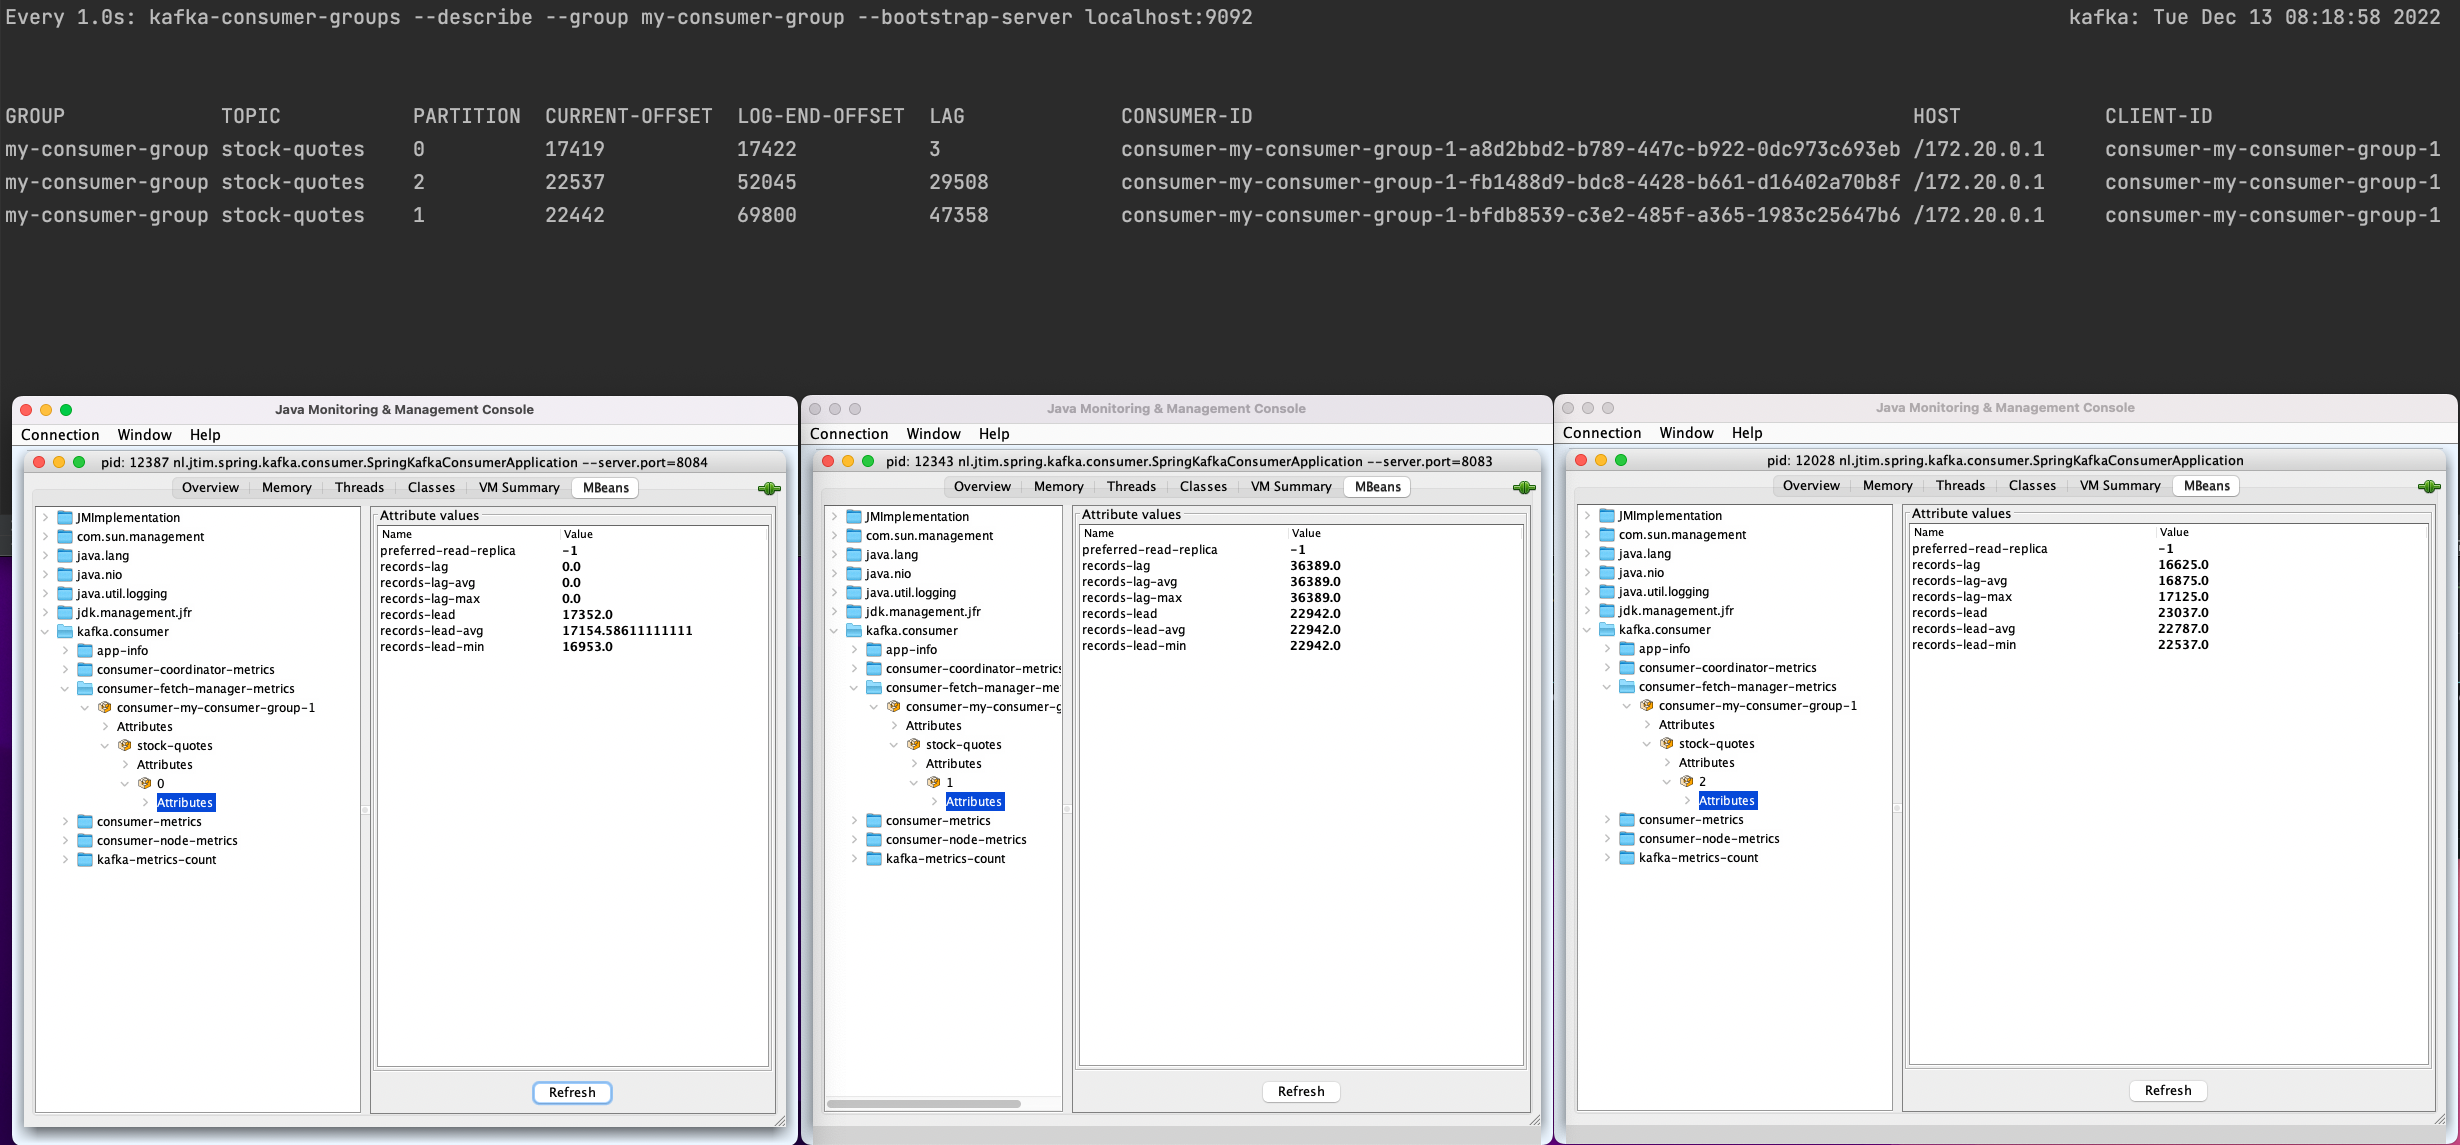 Every 1.0s: kafka-consumer-groups --describe --group my-consumer-group --bootstrap-server localhost:9092 kafka: Tue Dec 13 08:18:58 2022
GROUP TOPIC PARTITION CURRENT-OFFSET LOG-END-OFFSET LAG CONSUMER-ID HOST CLIENT-ID
my-consumer-group stock-quotes 0 17419 17422 3 consumer-my-consumer-group-1-a8d2bbd2-b789-447c-b922-0dc973c693eb /172.20.0.1 consumer-my-consumer-group-1
my-consumer-group stock-quotes 2 22537 52045 29508 consumer-my-consumer-group-1-fb1488d9-bdc8-4428-b661-d16402a70b8f /172.20.0.1 consumer-my-consumer-group-1
my-consumer-group stock-quotes 1 22442 69800 47358 consumer-my-consumer-group-1-bfdb8539-c3e2-485f-a365-1983c25647b6 /172.20.0.1 consumer-my-consumer-group-1
Java Monitoring & Management Console
Connection Window Help
pid: 12387 nl.jtim.spring.kafka.consumer.SpringKafkaConsumerApplication --server.port=8084
Overview Memory Threads Classes VM Summary MBeans
JMImplementation
com.sun.management
java.lang
java.nio
java.util.logging
jdk.management.jfr
kafka.consumer
app-info
consumer-coordinator-metrics
consumer-fetch-manager-metrics
consumer-my-consumer-group-1
Attributes
stock-quotes
Attributes
0
Attributes
consumer-metrics
consumer-node-metrics
kafka-metrics-count
Attribute values
Name Value
preferred-read-replica -1
records-lag 0.0
records-lag-avg 0.0
records-lag-max 0.0
records-lead 17352.0
records-lead-avg 17154.58611111111
records-lead-min 16953.0
Refresh
Java Monitoring & Management Console
Connection Window Help
pid: 12343 nl.jtim.spring.kafka.consumer.SpringKafkaConsumerApplication --server.port=8083
Overview Memory Threads Classes VM Summary MBeans
JMImplementation
com.sun.management
java.lang
java.nio
java.util.logging
jdk.management.jfr
kafka.consumer
app-info
consumer-coordinator-metrics
consumer-fetch-manager-me
consumer-my-consumer-g
Attributes
stock-quotes
Attributes
1
Attributes
consumer-metrics
consumer-node-metrics
kafka-metrics-count
Attribute values
Name Value
preferred-read-replica -1
records-lag 36389.0
records-lag-avg 36389.0
records-lag-max 36389.0
records-lead 22942.0
records-lead-avg 22942.0
records-lead-min 22942.0
Refresh
Java Monitoring & Management Console
Connection Window Help
pid: 12028 nl.jtim.spring.kafka.consumer.SpringKafkaConsumerApplication
Overview Memory Threads Classes VM Summary MBeans
JMImplementation
com.sun.management
java.lang
java.nio
java.util.logging
jdk.management.jfr
kafka.consumer
app-info
consumer-coordinator-metrics
consumer-fetch-manager-metrics
consumer-my-consumer-group-1
Attributes
stock-quotes
Attributes
2
Attributes
consumer-metrics
consumer-node-metrics
kafka-metrics-count
Attribute values
Name Value
preferred-read-replica -1
records-lag 16625.0
records-lag-avg 16875.0
records-lag-max 17125.0
records-lead 23037.0
records-lead-avg 22787.0
records-lead-min 22537.0
Refresh